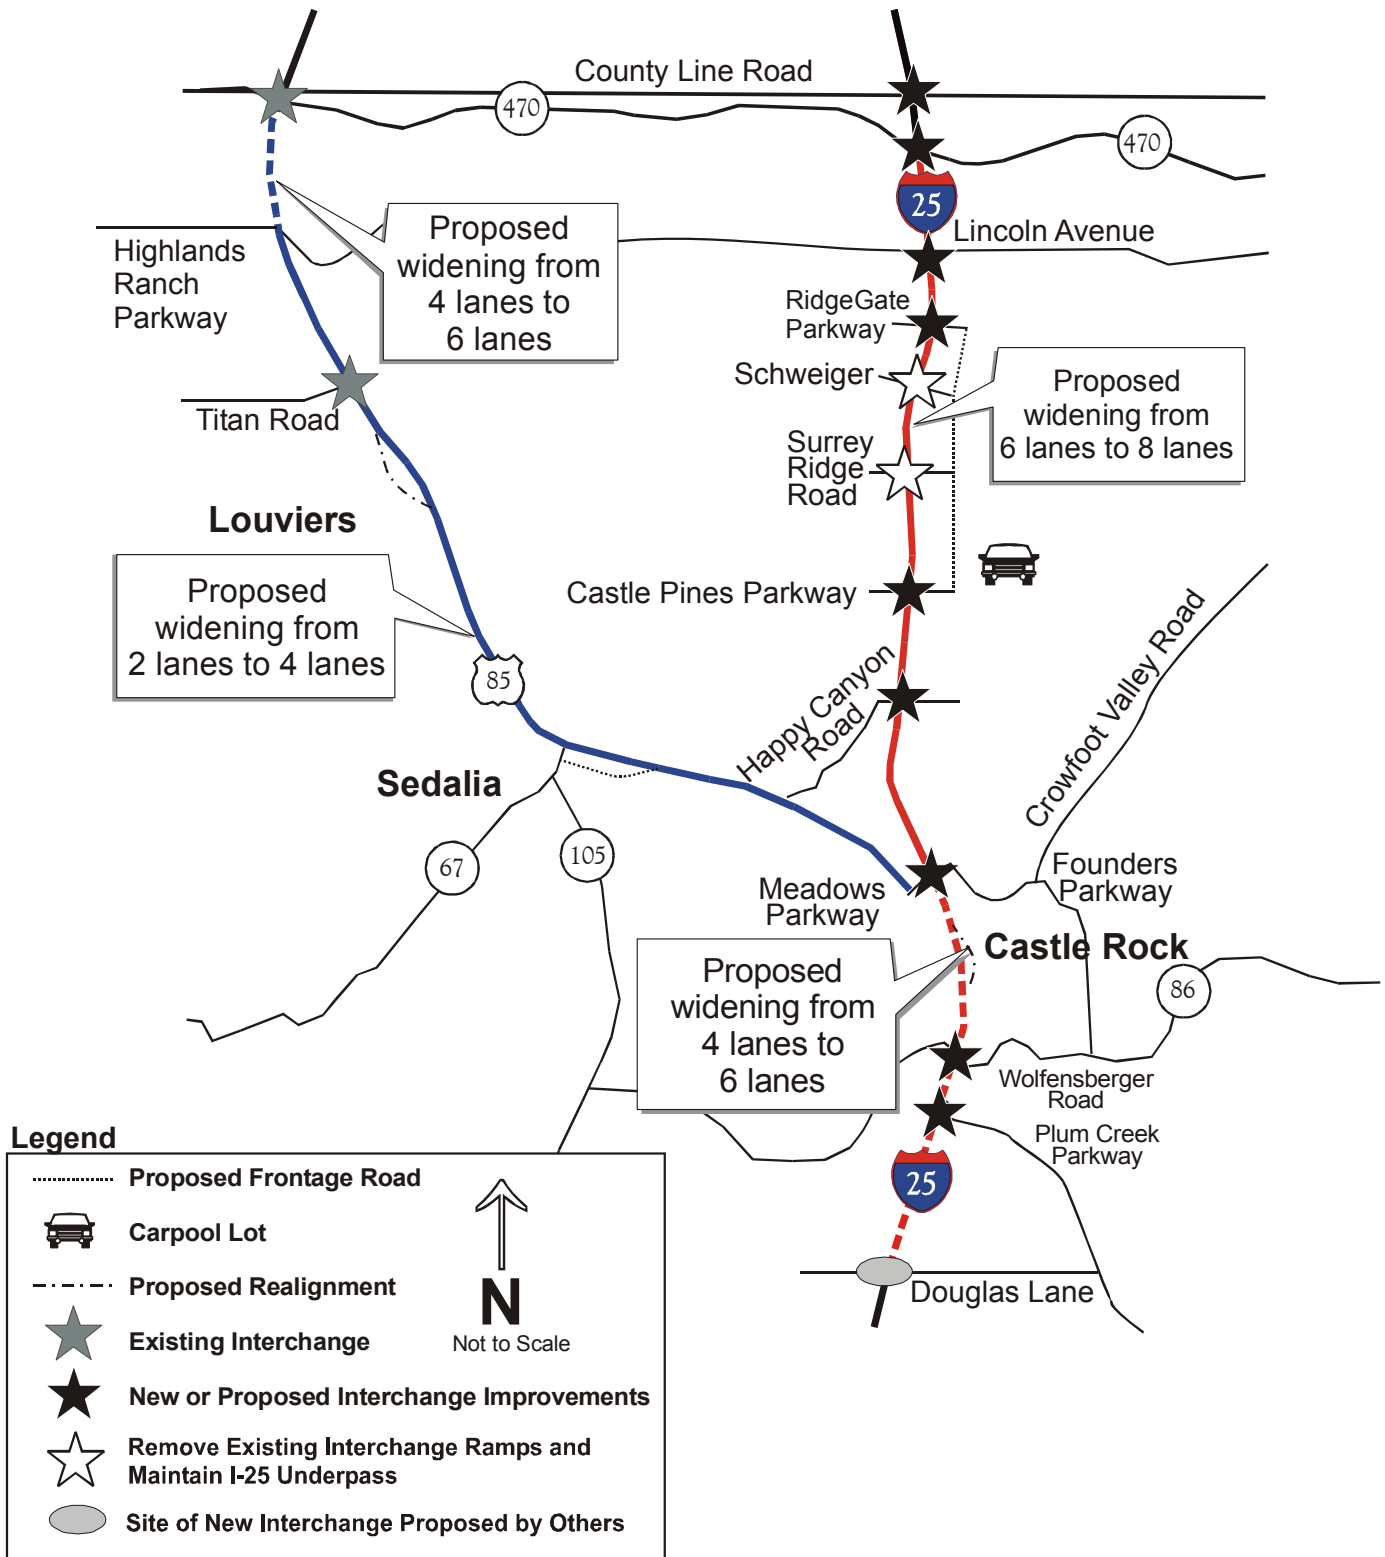 County Line Road
470
470
25
Lincoln Avenue
Proposed
widening from
4 lanes to
6 lanes
Highlands
Ranch
Parkway
RidgeGate
Parkway
Schweiger
Proposed
widening from
6 lanes to 8 lanes
Titan Road
Surrey
Ridge
Road
Louviers
Proposed
widening from
2 lanes to 4 lanes
Castle Pines Parkway
85
Happy Canyon
Road
Crowfoot Valley Road
Sedalia
67
105
Meadows
Parkway
Founders
Parkway
Castle Rock
Proposed
widening from
4 lanes to
6 lanes
86
Wolfensberger
Road
Plum Creek
Parkway
25
Douglas Lane
Legend
Proposed Frontage Road
Carpool Lot
Proposed Realignment
Existing Interchange
N
Not to Scale
New or Proposed Interchange Improvements
Remove Existing Interchange Ramps and
Maintain I-25 Underpass
Site of New Interchange Proposed by Others